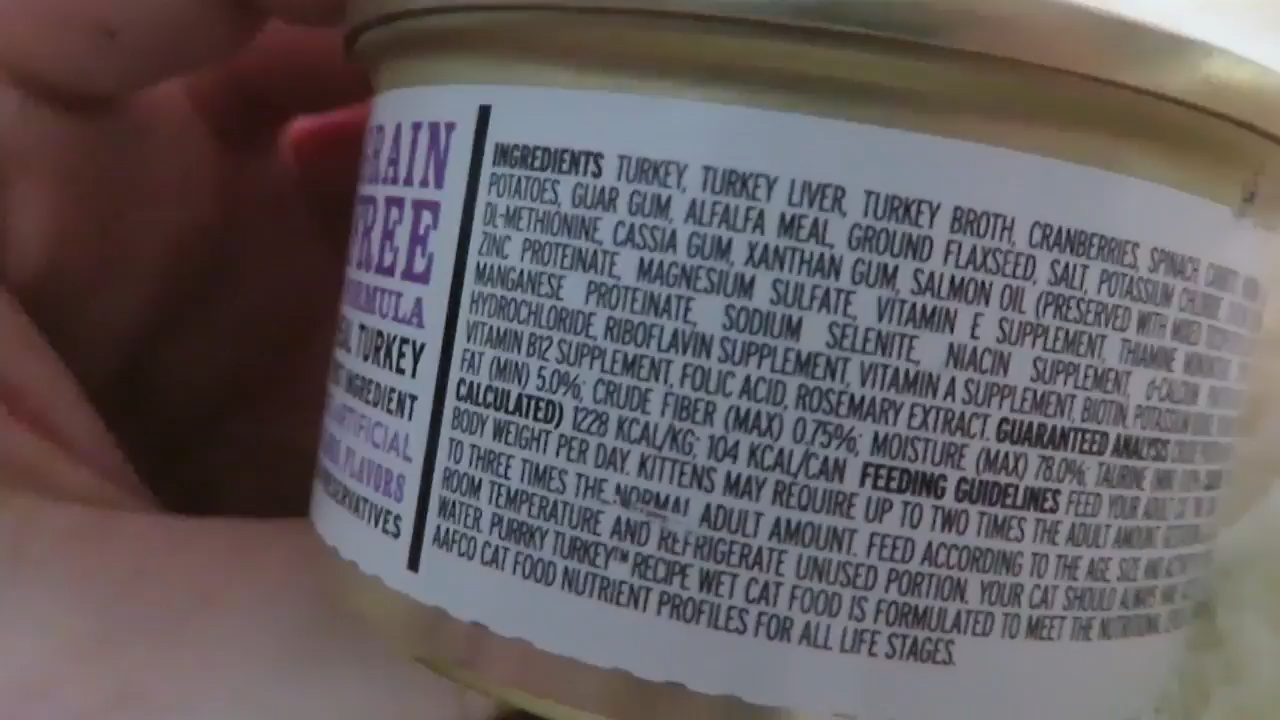 RAIN
FREE
ORMULA
TURKEY
INGREDIENT
ARTIFICIAL
FLAVORS
INGREDIENTS TURKEY, TURKEY LIVER, TURKEY BROTH, CRANBERRIES, SPINACH,
POTATOES, GUAR GUM, ALFALFA MEAL, GROUND FLAXSEED, SALT, POTASSIUM CHLORIDE,
DL-METHIONINE, CASSIA GUM, XANTHAN GUM, SALMON OIL (PRESERVED WITH MIXED
ZINC PROTEINATE, MAGNESIUM SULFATE, VITAMIN E SUPPLEMENT, THIAMINE
MANGANESE PROTEINATE, SODIUM SELENITE, NIACIN SUPPLEMENT,
HYDROCHLORIDE, RIBOFLAVIN SUPPLEMENT, VITAMIN A SUPPLEMENT, BIOTIN, POTASSIUM
VITAMIN B12 SUPPLEMENT, FOLIC ACID, ROSEMARY EXTRACT. GUARANTEED ANALYSIS CRUDE
FAT (MIN) 5.0%; CRUDE FIBER (MAX) 0.75%; MOISTURE (MAX) 78.0%; TAURINE
CALCULATED) 1228 KCAL/KG; 104 KCAL/CAN FEEDING GUIDELINES FEED YOUR ADULT
BODY WEIGHT PER DAY. KITTENS MAY REQUIRE UP TO TWO TIMES THE ADULT AMOUNT.
TO THREE TIMES THE NORMAL ADULT AMOUNT. FEED ACCORDING TO THE AGE, SIZE AND
ROOM TEMPERATURE AND REFRIGERATE UNUSED PORTION. YOUR CAT SHOULD ALWAYS
WATER. PURRKY TURKEY™ RECIPE WET CAT FOOD IS FORMULATED TO MEET THE NUTRITIONAL
AAFCO CAT FOOD NUTRIENT PROFILES FOR ALL LIFE STAGES.